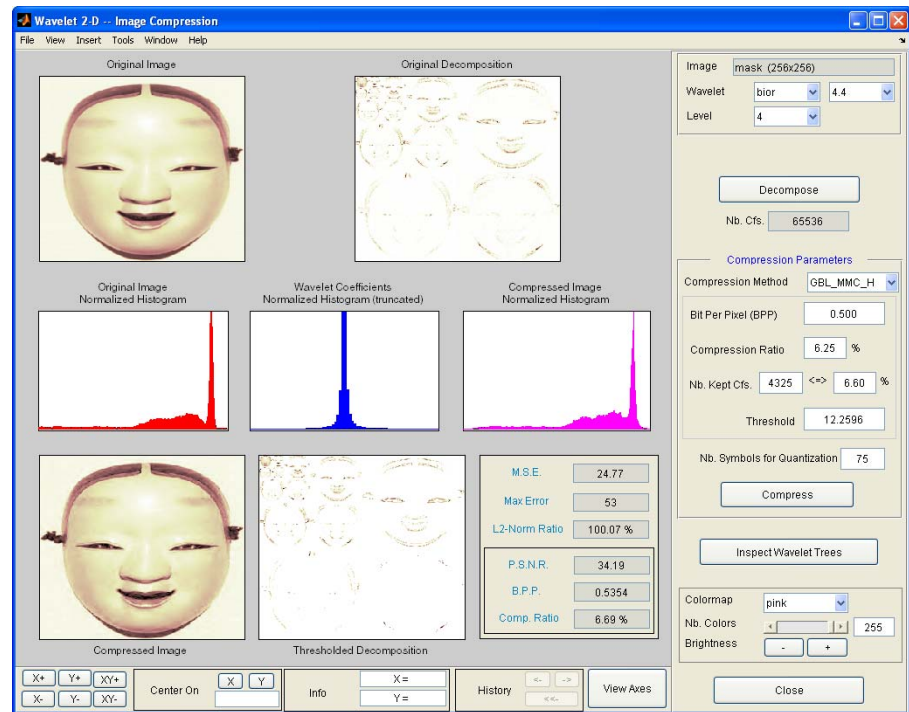 Wavelet 2-D -- Image Compression
File View Insert Tools Window Help
Original Image
Original Decomposition
Original Image
Normalized Histogram
Wavelet Coefficients
Normalized Histogram (truncated)
Compressed Image
Normalized Histogram
M.S.E. 24.77
Max Error 53
L2-Norm Ratio 100.07 %
P.S.N.R. 34.19
B.P.P. 0.5354
Comp. Ratio 6.69 %
Compressed Image
Thresholded Decomposition
Image mask (256x256)
Wavelet bior 4.4
Level 4
Decompose
Nb. Cfs. 65536
Compression Parameters
Compression Method GBL_MMC_H
Bit Per Pixel (BPP) 0.500
Compression Ratio 6.25 %
Nb. Kept Cfs. 4325 <=> 6.60 %
Threshold 12.2596
Nb. Symbols for Quantization 75
Compress
Inspect Wavelet Trees
Colormap pink
Nb. Colors 255
Brightness - +
Close
X+ Y+ XY+
X- Y- XY-
Center On X Y
Info X =
Y =
History <- ->
<<-
View Axes